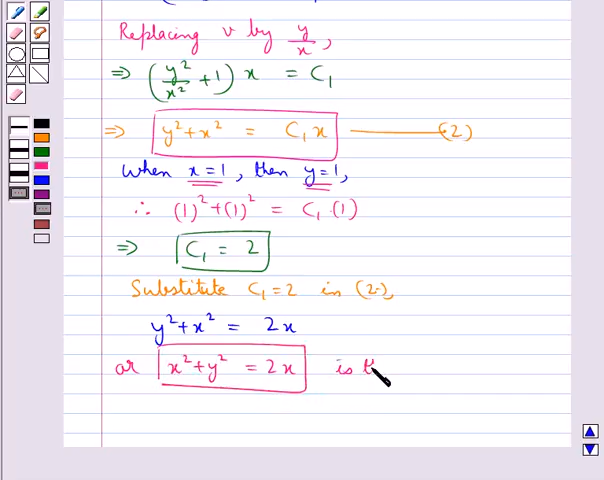 Replacing v by y/x,
⇒ (y²/x² + 1) x = C₁
⇒ y²+x² = C₁x —— (2)
When x=1, then y=1,
∴ (1)²+(1)² = C₁.(1)
⇒ C₁ = 2
Substitute C₁=2 in (2),
y²+x² = 2x
or x²+y² = 2x is t